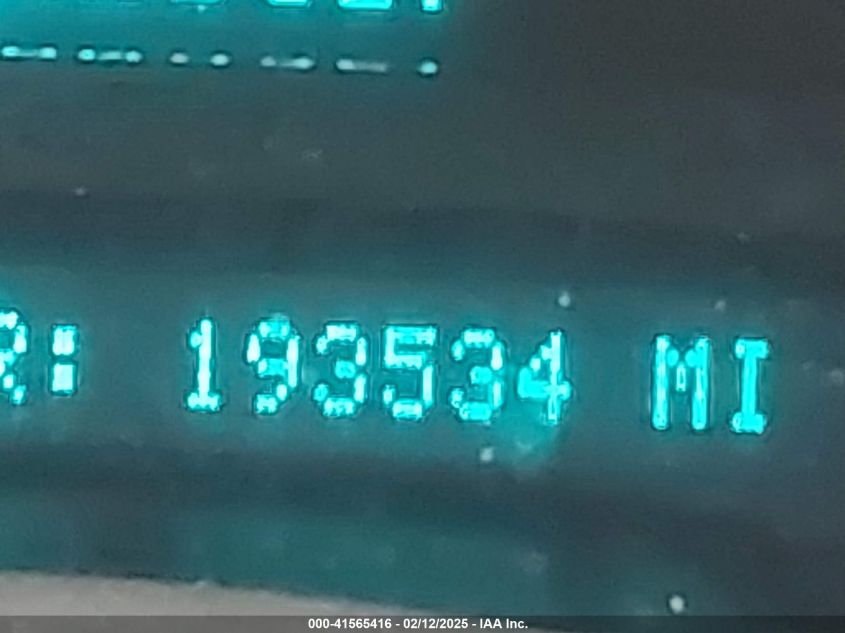 R: 193534 MI
000-41565416 - 02/12/2025 - IAA Inc.